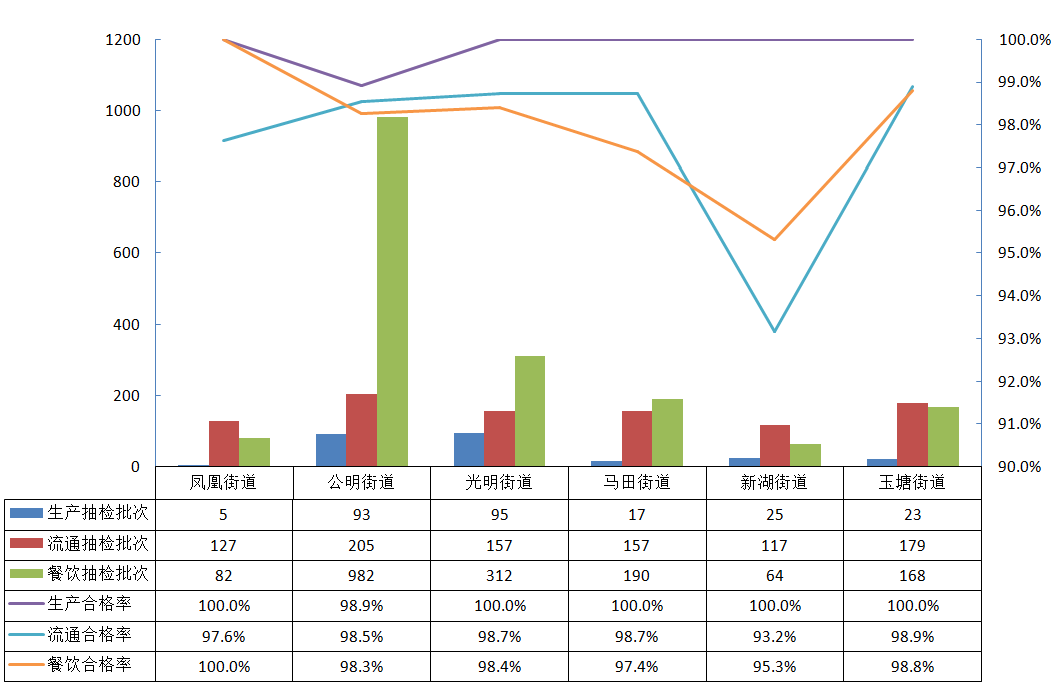 1200 100.0%
99.0%
1000 98.0%
800 97.0%
96.0%
600 95.0%
94.0%
400 93.0%
200 92.0%
91.0%
0 90.0%
凤凰街道 公明街道 光明街道 马田街道 新湖街道 玉塘街道
生产抽检批次 5 93 95 17 25 23
流通抽检批次 127 205 157 157 117 179
餐饮抽检批次 82 982 312 190 64 168
生产合格率 100.0% 98.9% 100.0% 100.0% 100.0% 100.0%
流通合格率 97.6% 98.5% 98.7% 98.7% 93.2% 98.9%
餐饮合格率 100.0% 98.3% 98.4% 97.4% 95.3% 98.8%